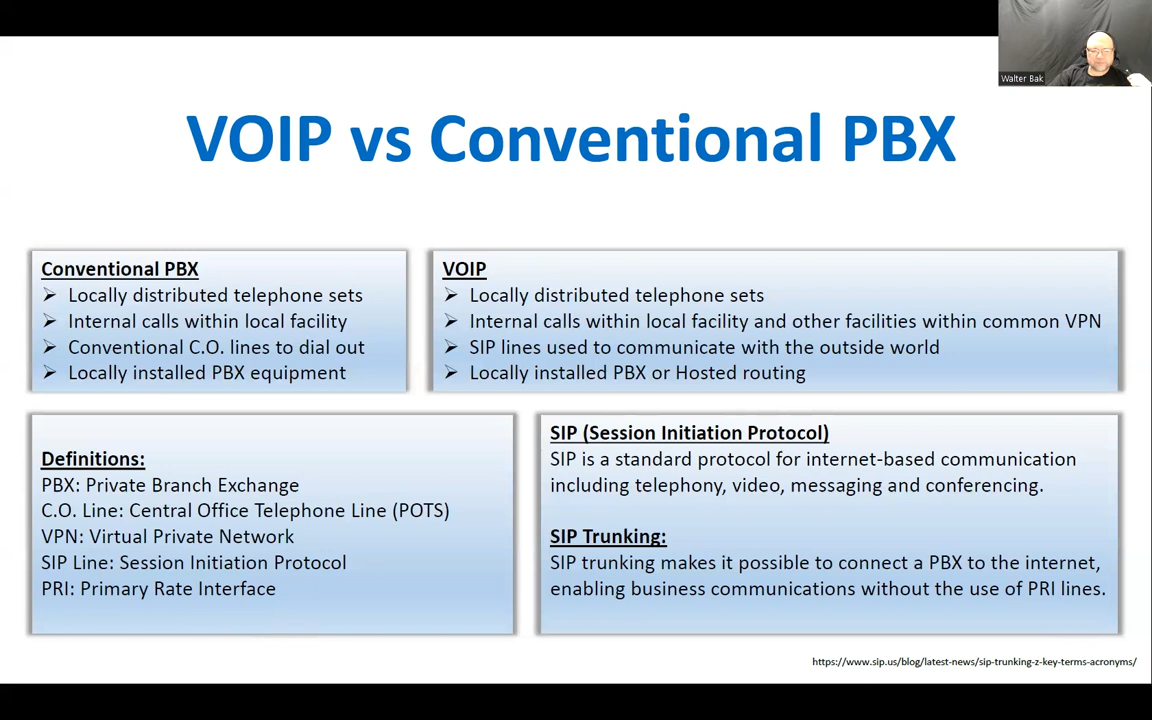 Walter Bak
VOIP vs Conventional PBX
Conventional PBX
Locally distributed telephone sets
Internal calls within local facility
Conventional C.O. lines to dial out
Locally installed PBX equipment
VOIP
Locally distributed telephone sets
Internal calls within local facility and other facilities within common VPN
SIP lines used to communicate with the outside world
Locally installed PBX or Hosted routing
Definitions:
PBX: Private Branch Exchange
C.O. Line: Central Office Telephone Line (POTS)
VPN: Virtual Private Network
SIP Line: Session Initiation Protocol
PRI: Primary Rate Interface
SIP (Session Initiation Protocol)
SIP is a standard protocol for internet-based communication
including telephony, video, messaging and conferencing.
SIP Trunking:
SIP trunking makes it possible to connect a PBX to the internet,
enabling business communications without the use of PRI lines.
https://www.sip.us/blog/latest-news/sip-trunking-z-key-terms-acronyms/